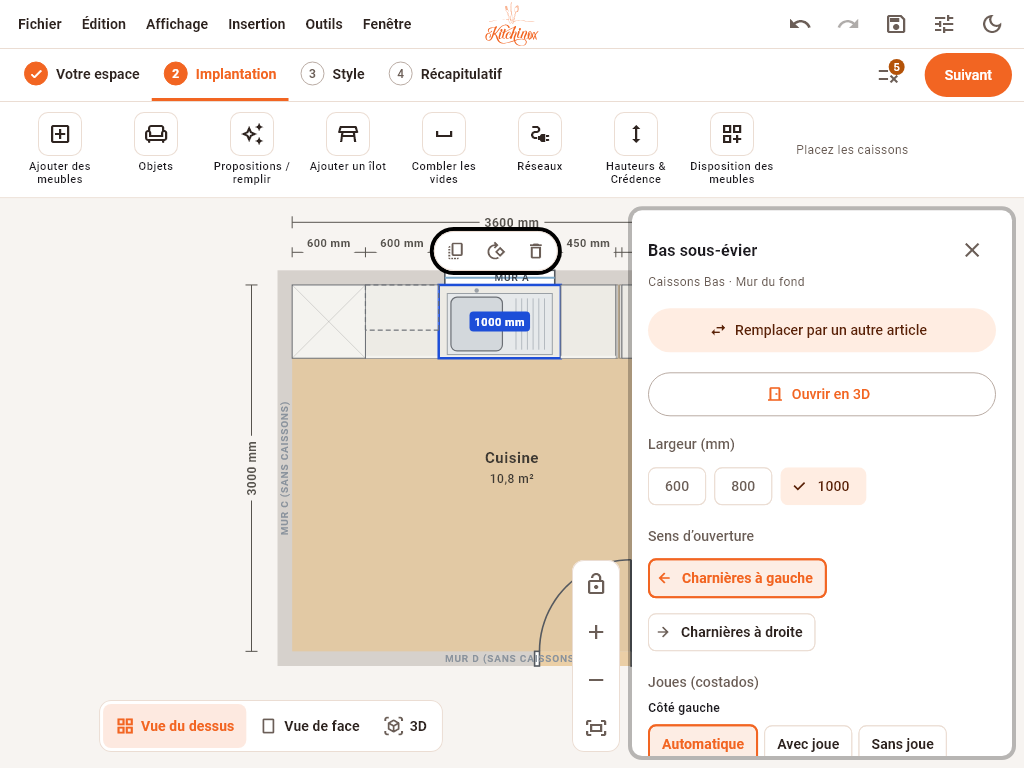 Fichier Édition Affichage Insertion Outils Fenêtre
Kitchinox
Votre espace
2 Implantation
3 Style
4 Récapitulatif
5
Suivant
Ajouter des meubles
Objets
Propositions / remplir
Ajouter un îlot
Combler les vides
Réseaux
Hauteurs & Crédence
Disposition des meubles
Placez les caissons
3600 mm
600 mm
600 mm
450 mm
MUR A
1000 mm
3000 mm
MUR C (SANS CAISSONS)
Cuisine
10,8 m²
MUR D (SANS CAISSONS
Vue du dessus
Vue de face
3D
Bas sous-évier
Caissons Bas · Mur du fond
Remplacer par un autre article
Ouvrir en 3D
Largeur (mm)
600
800
1000
Sens d’ouverture
Charnières à gauche
Charnières à droite
Joues (costados)
Côté gauche
Automatique
Avec joue
Sans joue